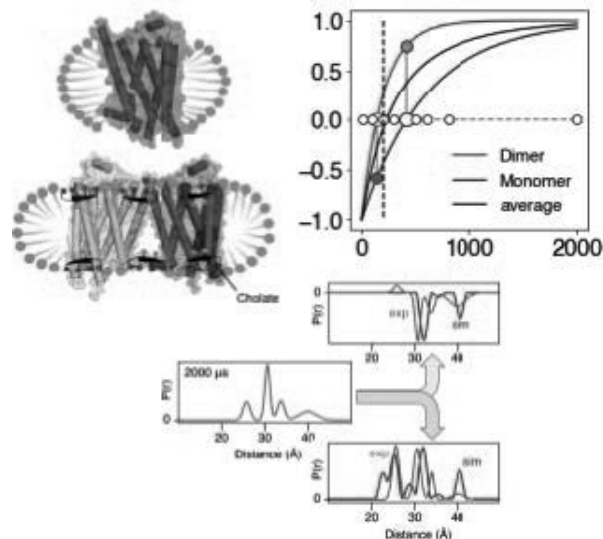 1.0
0.5
0.0
-0.5
-1.0
0
1000
2000
Dimer
Monomer
average
Cholate
P(r)
0
exp
sim
20
30
40
P(r)
0
2000 µs
20
30
40
Distance (Å)
P(r)
0
exp
sim
20
30
40
Distance (Å)